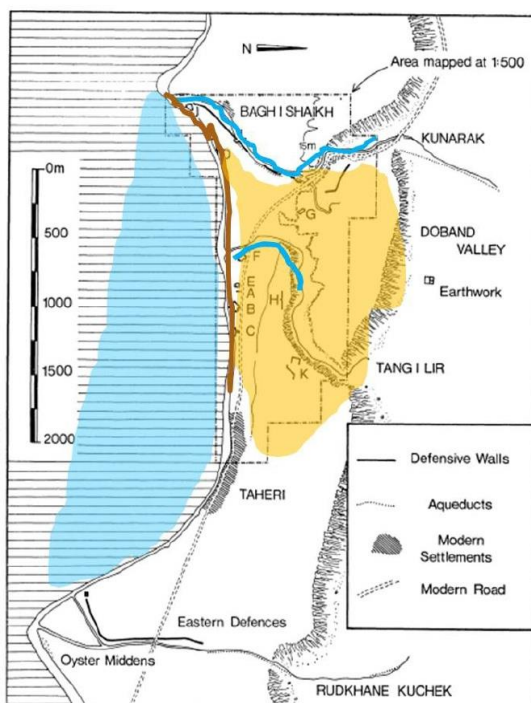 N
Area mapped at 1:500
BAGH I SHAIKH
15m
KUNARAK
0m
G
DOBAND
VALLEY
500
F
E
A
B
C
H
Earthwork
1000
K
TANG I LIR
1500
2000
TAHERI
Defensive Walls
Aqueducts
Modern
Settlements
Modern Road
Eastern Defences
Oyster Middens
RUDKHANE KUCHEK